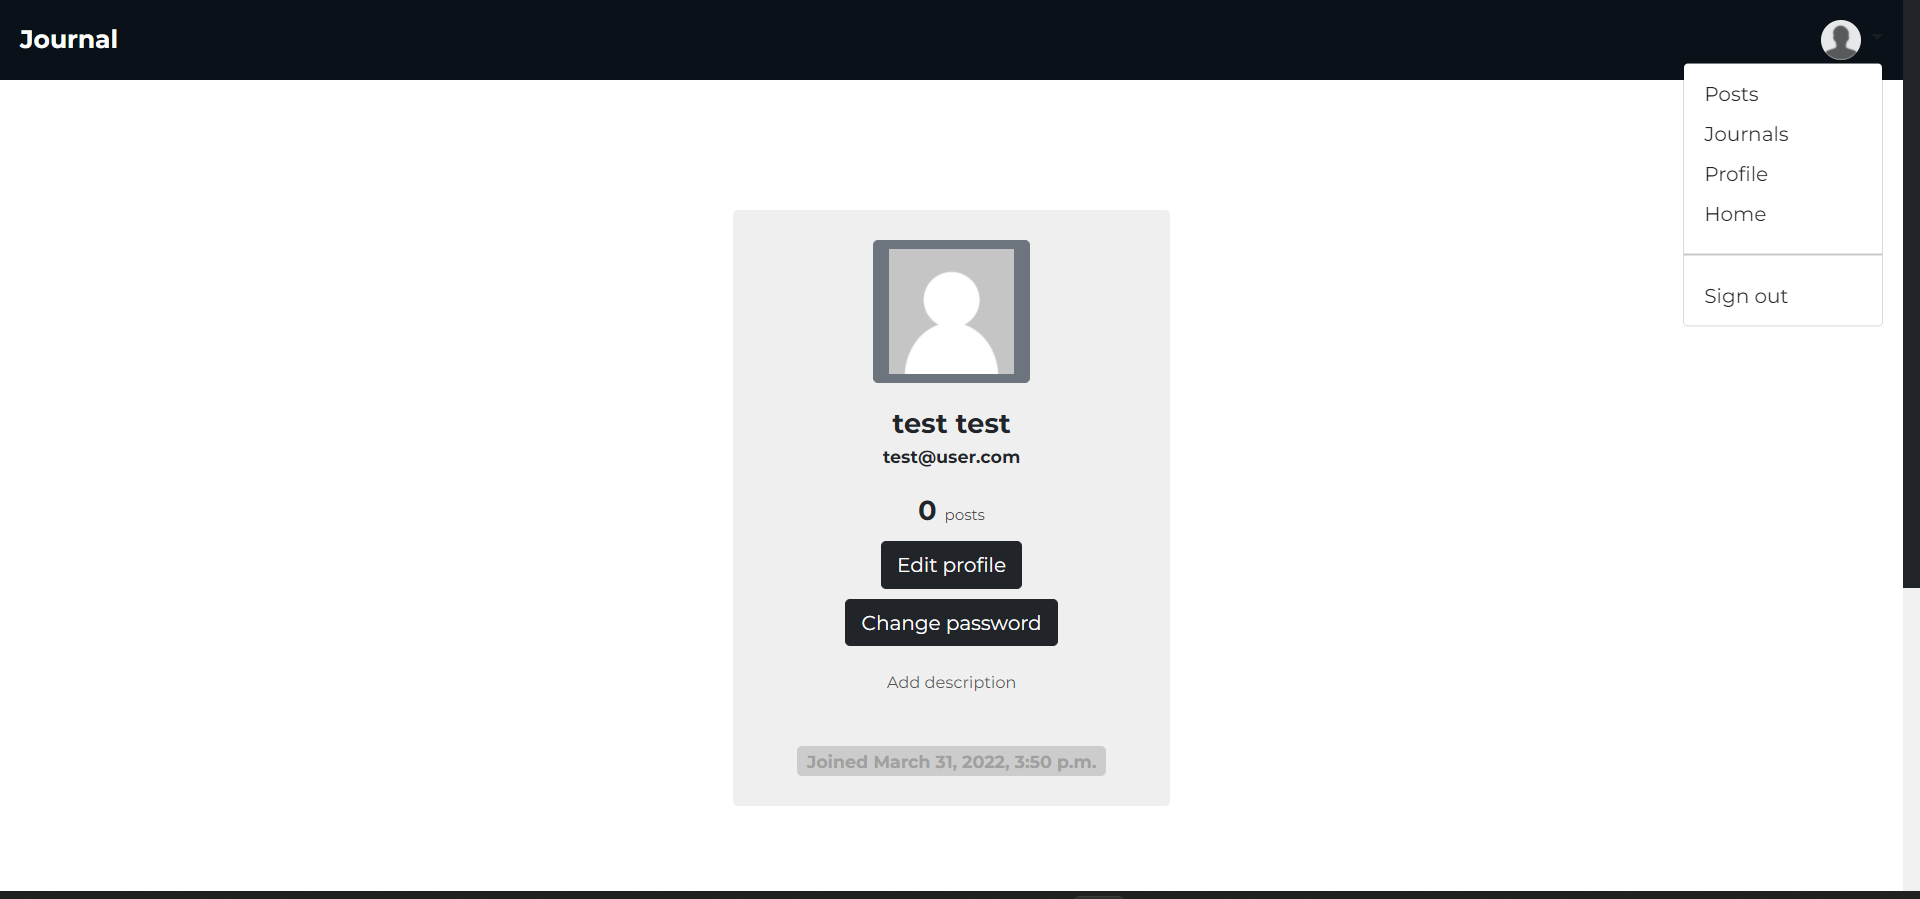 Journal
Posts
Journals
Profile
Home
Sign out
test test
test@user.com
0 posts
Edit profile
Change password
Add description
Joined March 31, 2022, 3:50 p.m.